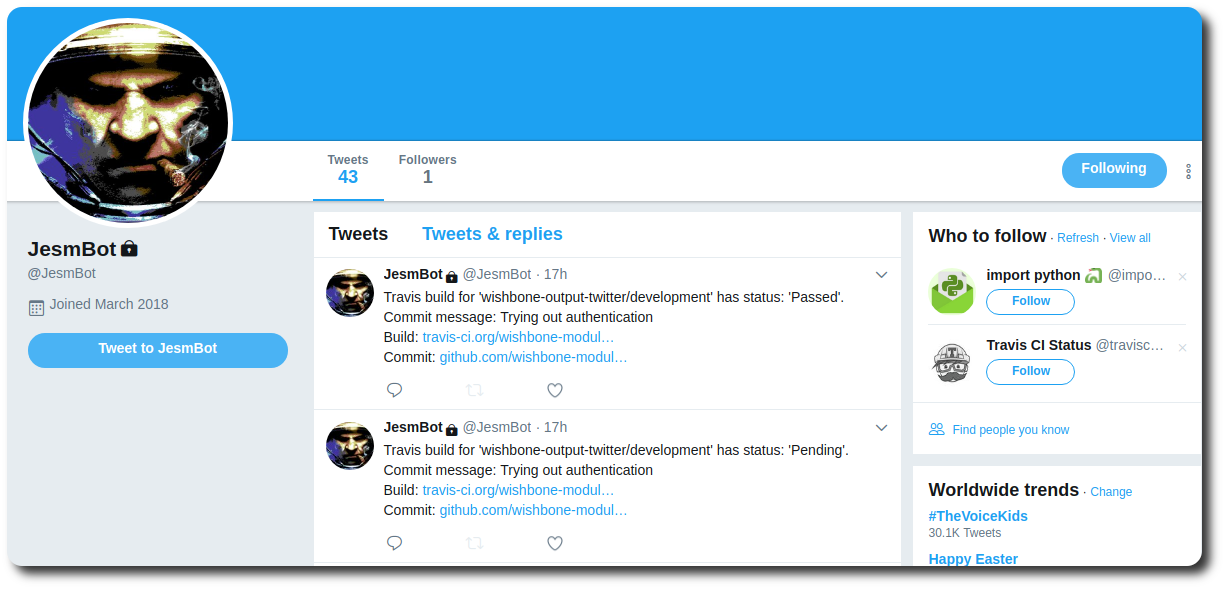 Tweets
43
Followers
1
Following
JesmBot
@JesmBot
Joined March 2018
Tweet to JesmBot
Tweets
Tweets & replies
JesmBot @JesmBot · 17h
Travis build for 'wishbone-output-twitter/development' has status: 'Passed'.
Commit message: Trying out authentication
Build: travis-ci.org/wishbone-modul…
Commit: github.com/wishbone-modul…
JesmBot @JesmBot · 17h
Travis build for 'wishbone-output-twitter/development' has status: 'Pending'.
Commit message: Trying out authentication
Build: travis-ci.org/wishbone-modul…
Commit: github.com/wishbone-modul…
Who to follow · Refresh · View all
import python @impo…
Follow
Travis CI Status @travisc…
Follow
Find people you know
Worldwide trends · Change
#TheVoiceKids
30.1K Tweets
Happy Easter